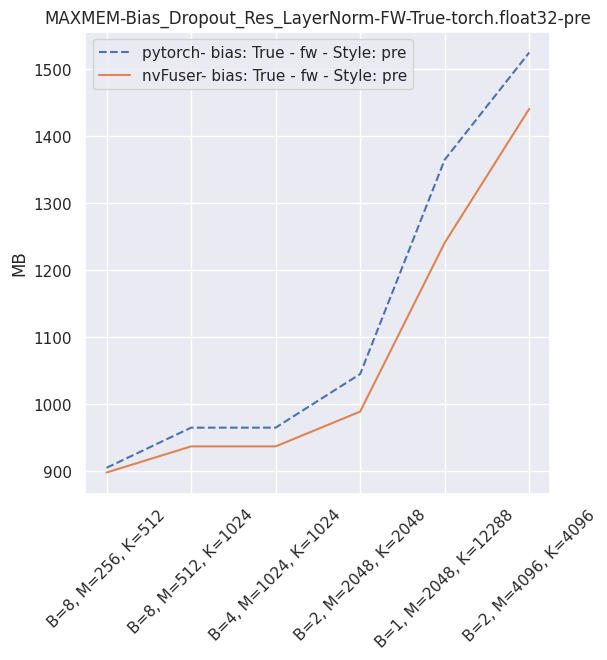 MAXMEM-Bias_Dropout_Res_LayerNorm-FW-True-torch.float32-pre
pytorch- bias: True - fw - Style: pre
nvFuser- bias: True - fw - Style: pre
MB
1500
1400
1300
1200
1100
1000
900
B=8, M=256, K=512
B=8, M=512, K=1024
B=4, M=1024, K=1024
B=2, M=2048, K=2048
B=1, M=2048, K=12288
B=2, M=4096, K=4096